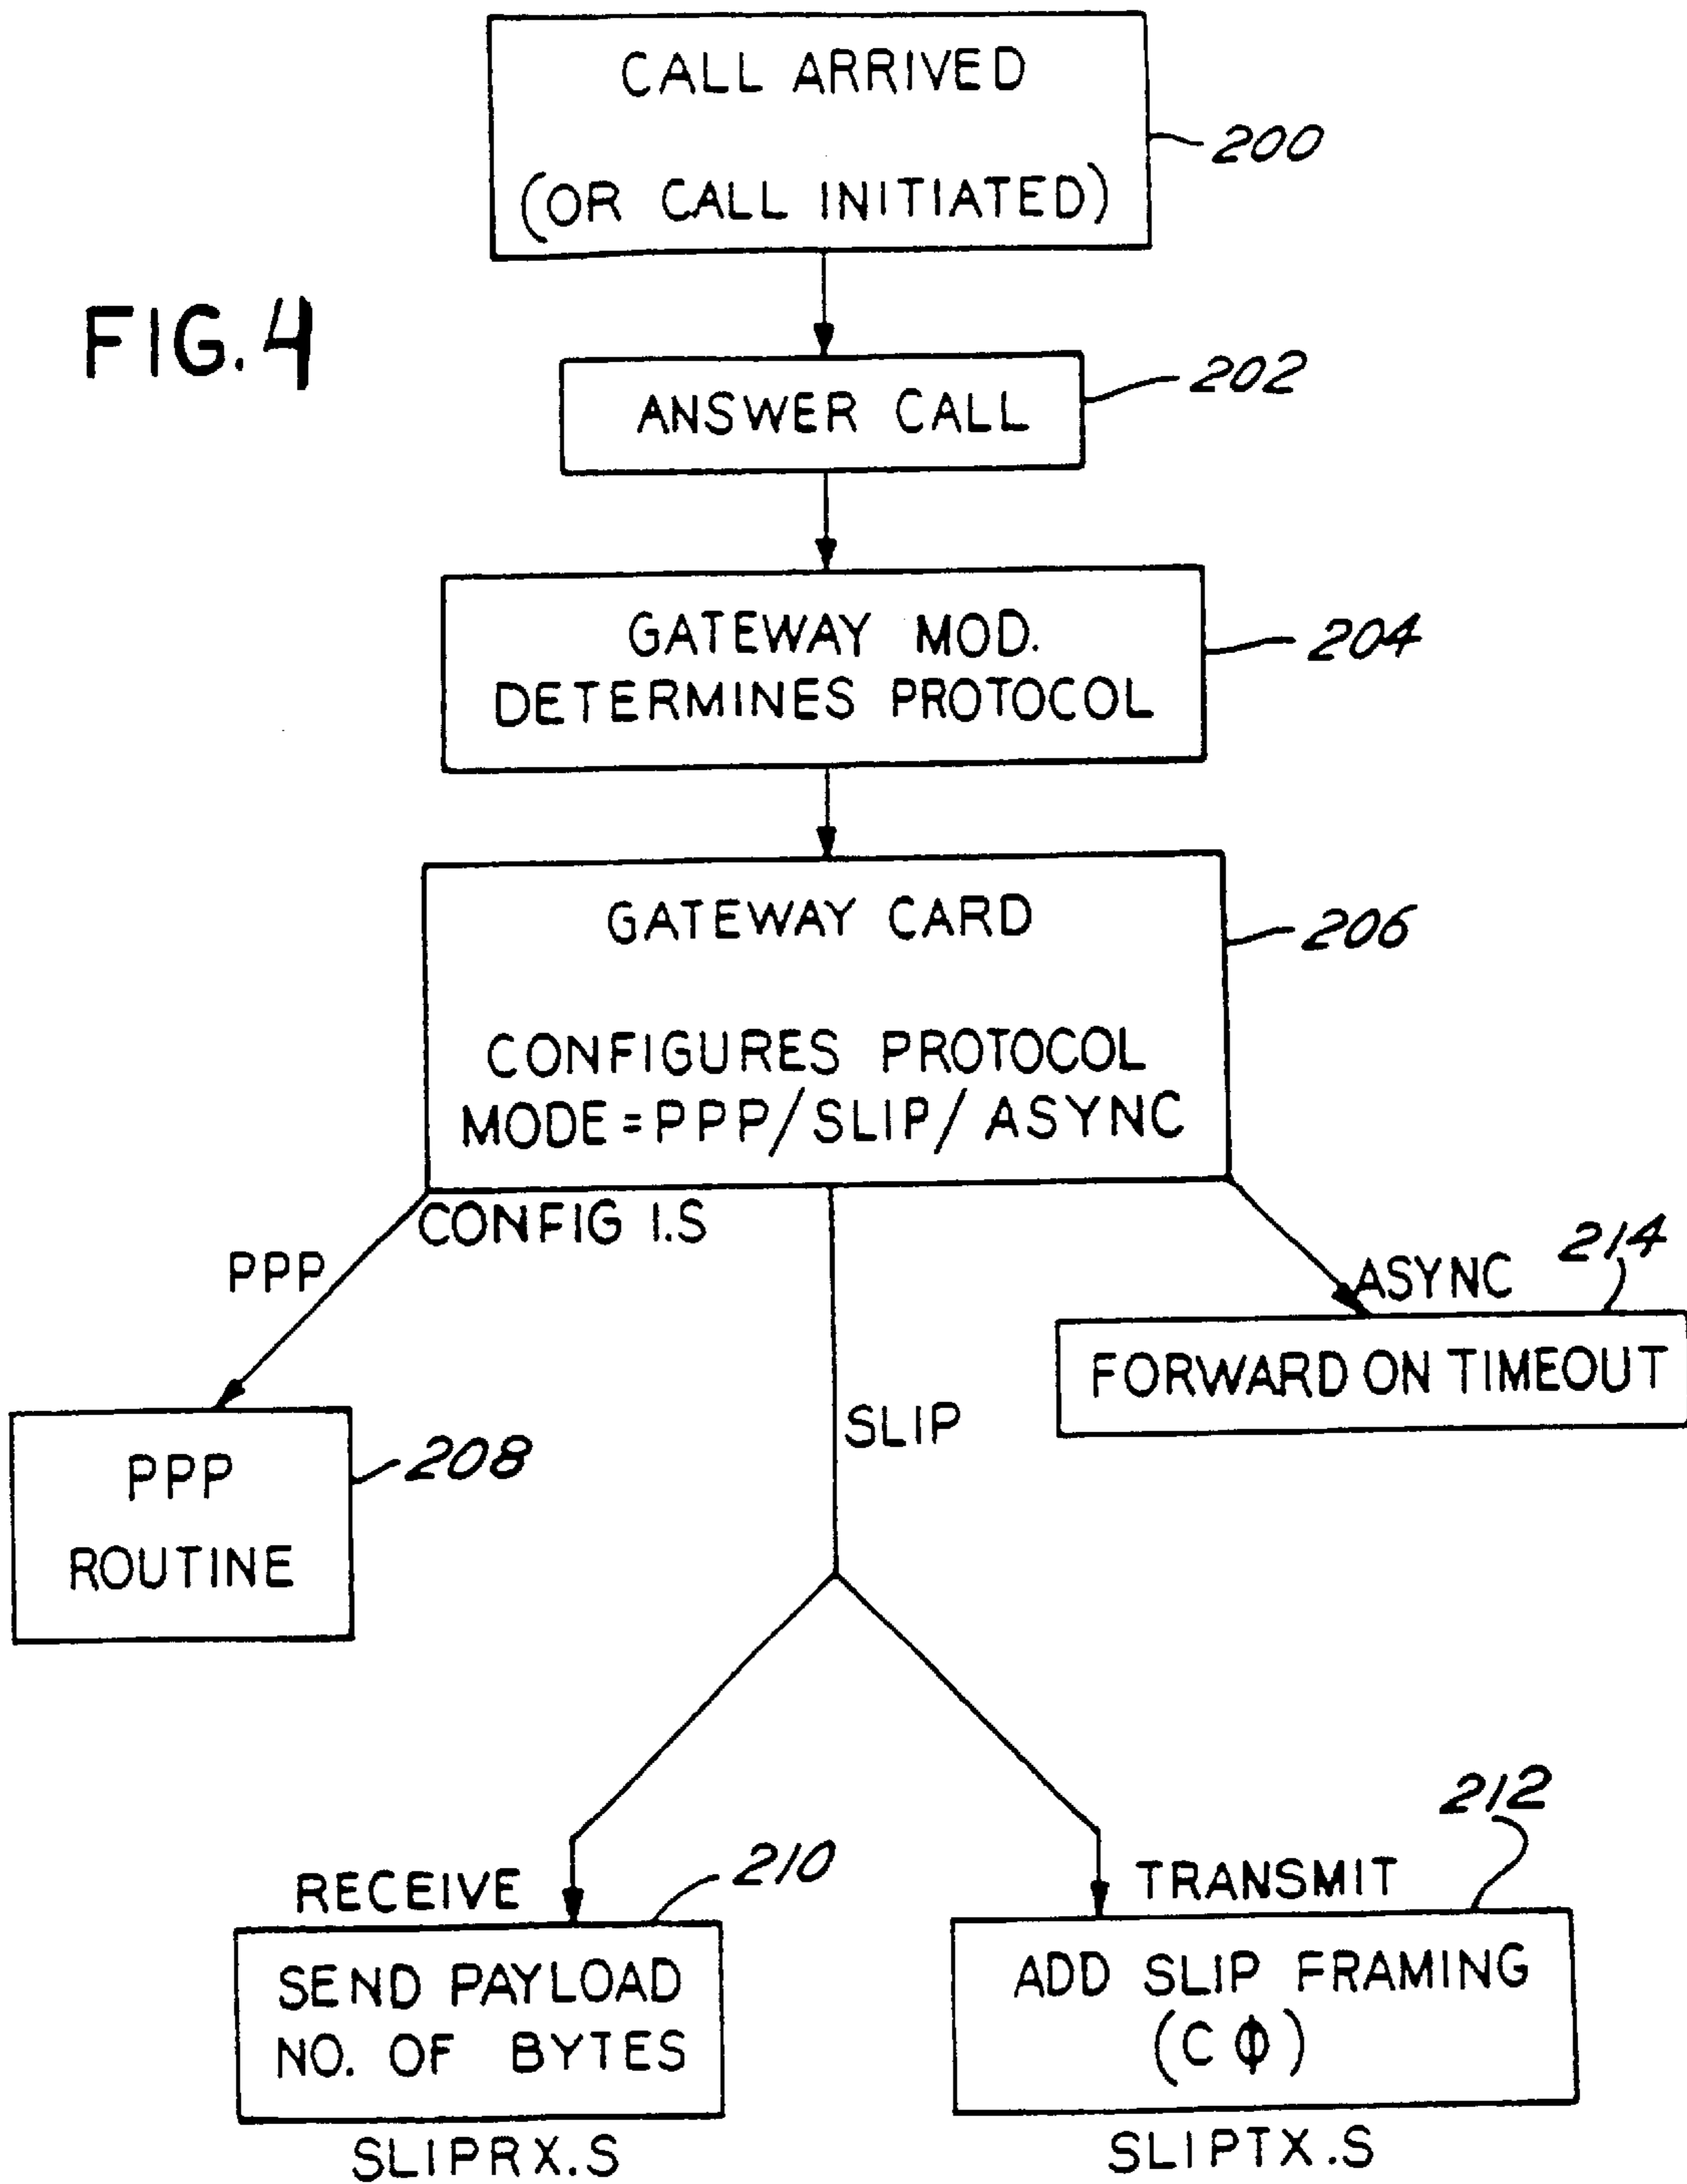 CALL ARRIVED
(OR CALL INITIATED)
200
FIG. 4
ANSWER CALL
202
GATEWAY MOD.
DETERMINES PROTOCOL
204
GATEWAY CARD
CONFIGURES PROTOCOL
MODE=PPP/SLIP/ASYNC
206
CONFIG I.S
PPP
ASYNC
214
FORWARD ON TIMEOUT
SLIP
PPP
ROUTINE
208
RECEIVE
210
SEND PAYLOAD
NO. OF BYTES
SLIPRX.S
TRANSMIT
212
ADD SLIP FRAMING
(CΦ)
SLIPTX.S